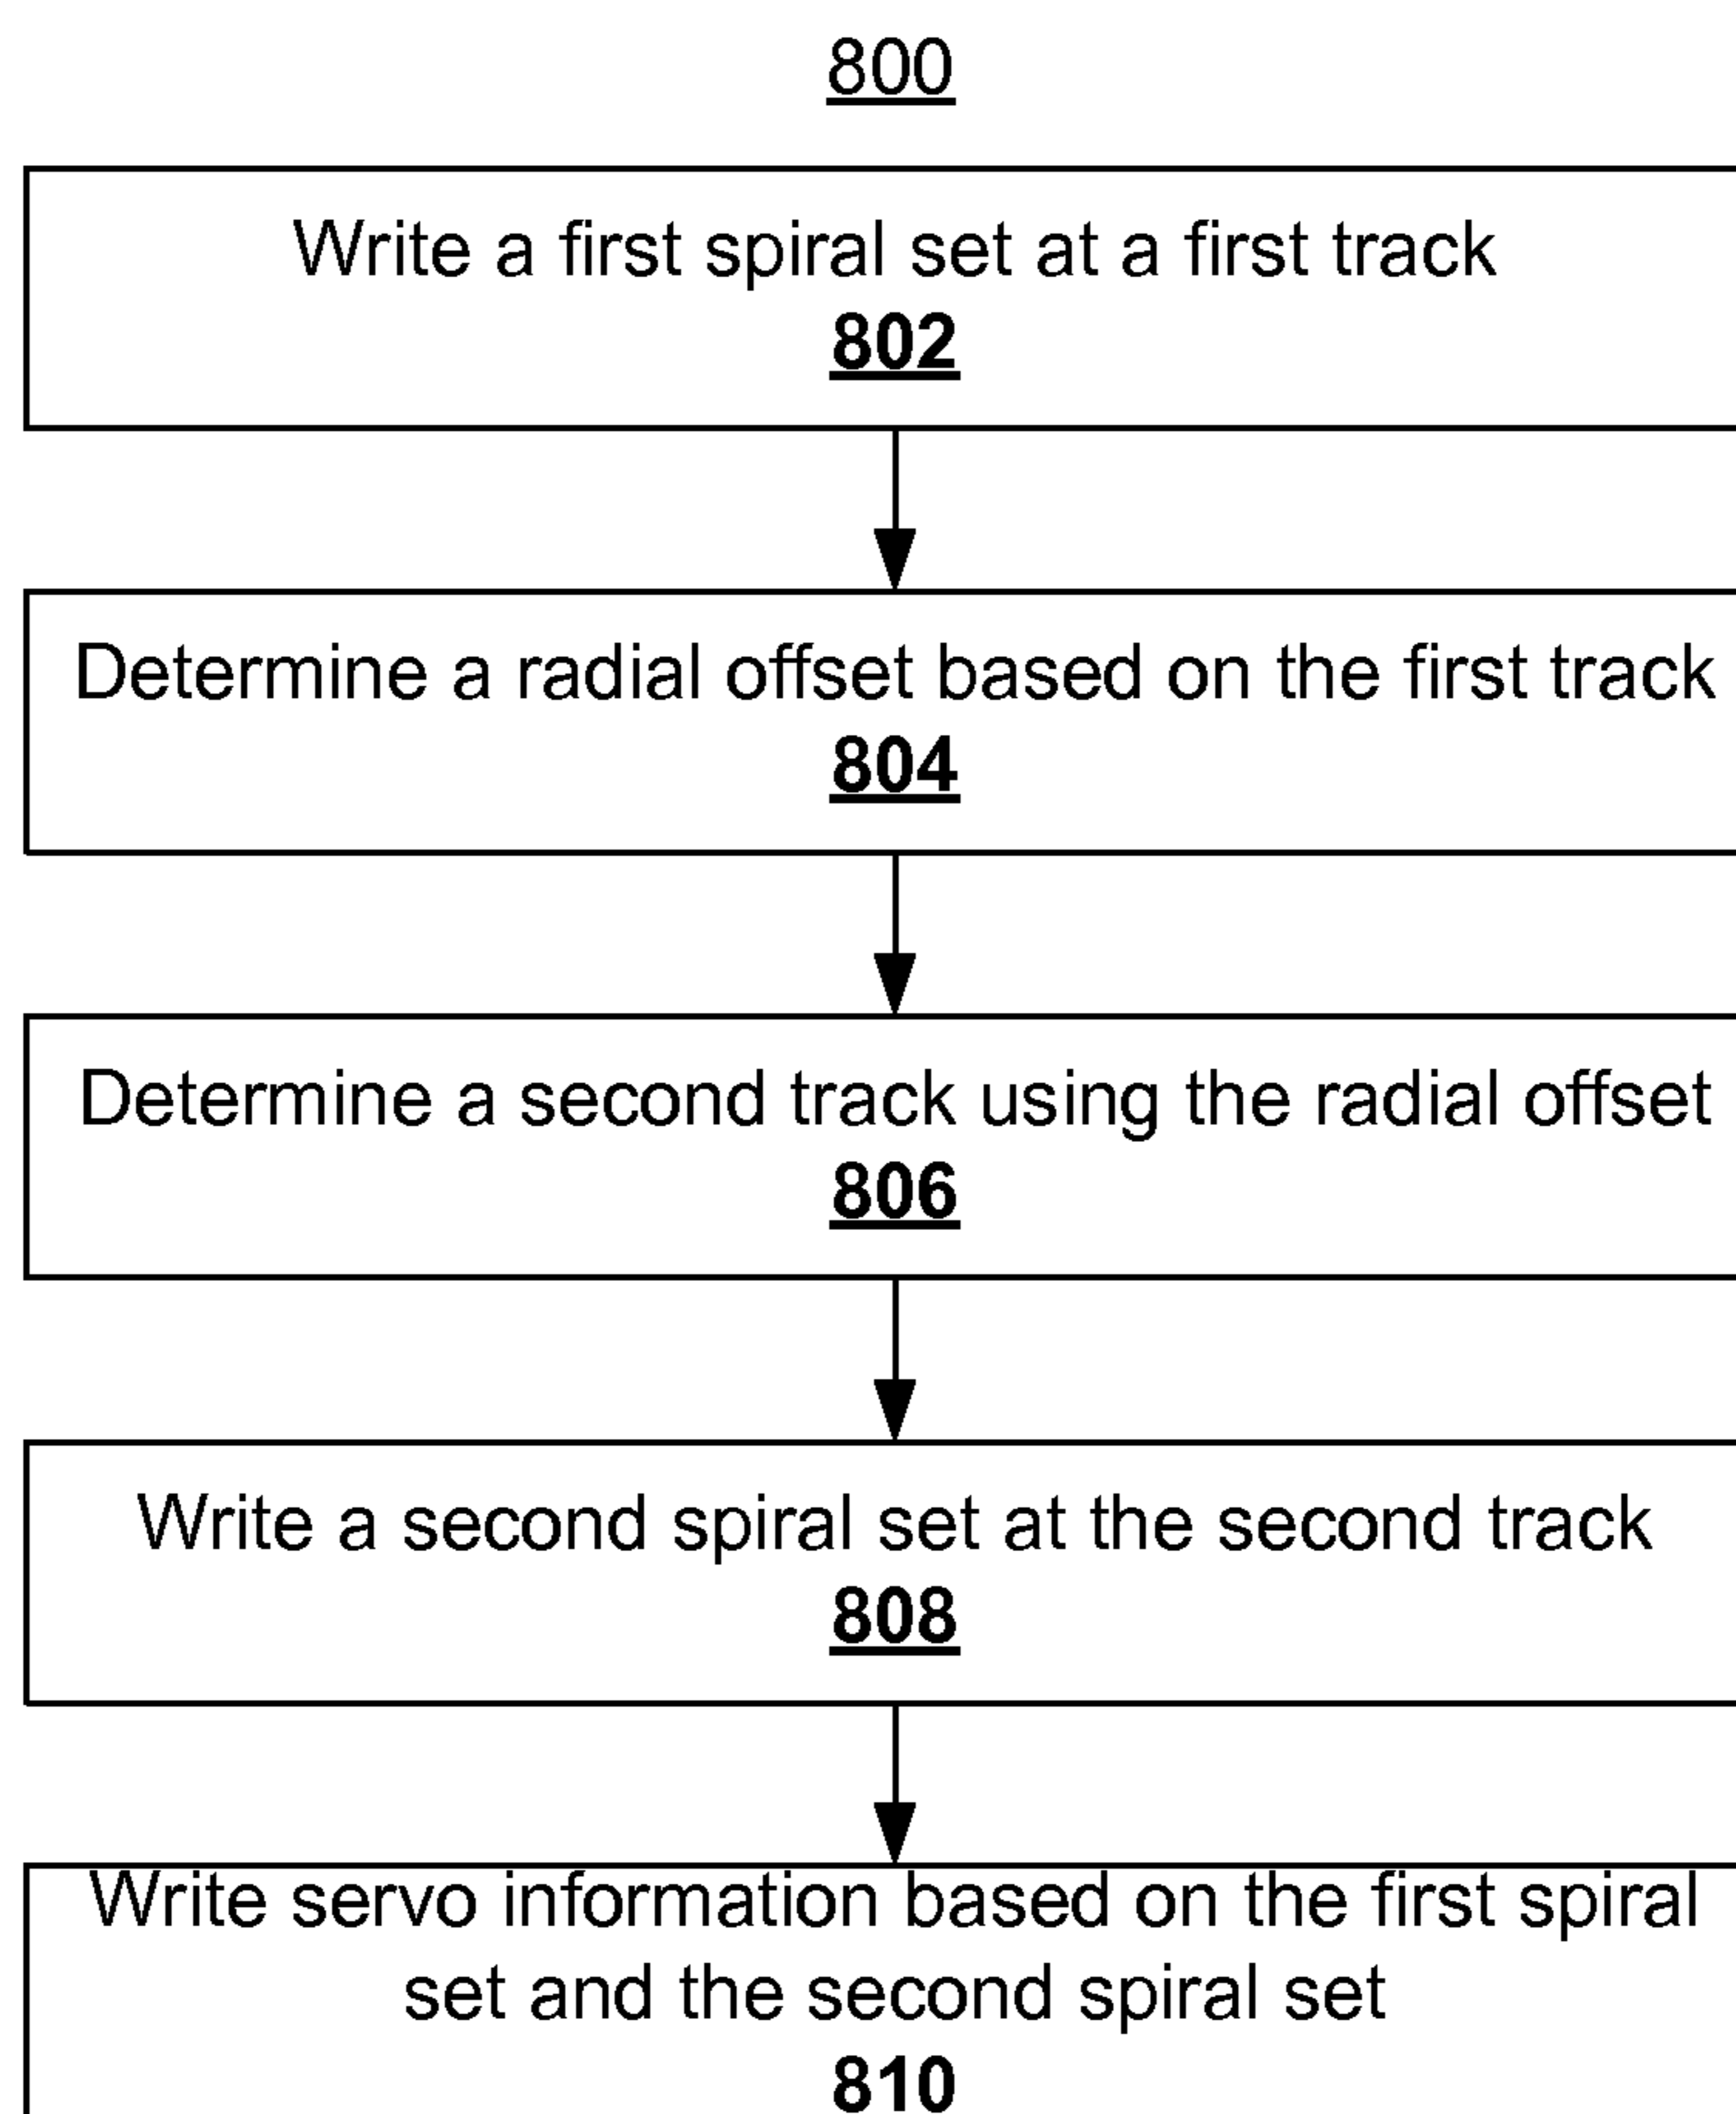 800
Write a first spiral set at a first track
802
Determine a radial offset based on the first track
804
Determine a second track using the radial offset
806
Write a second spiral set at the second track
808
Write servo information based on the first spiral
set and the second spiral set
810